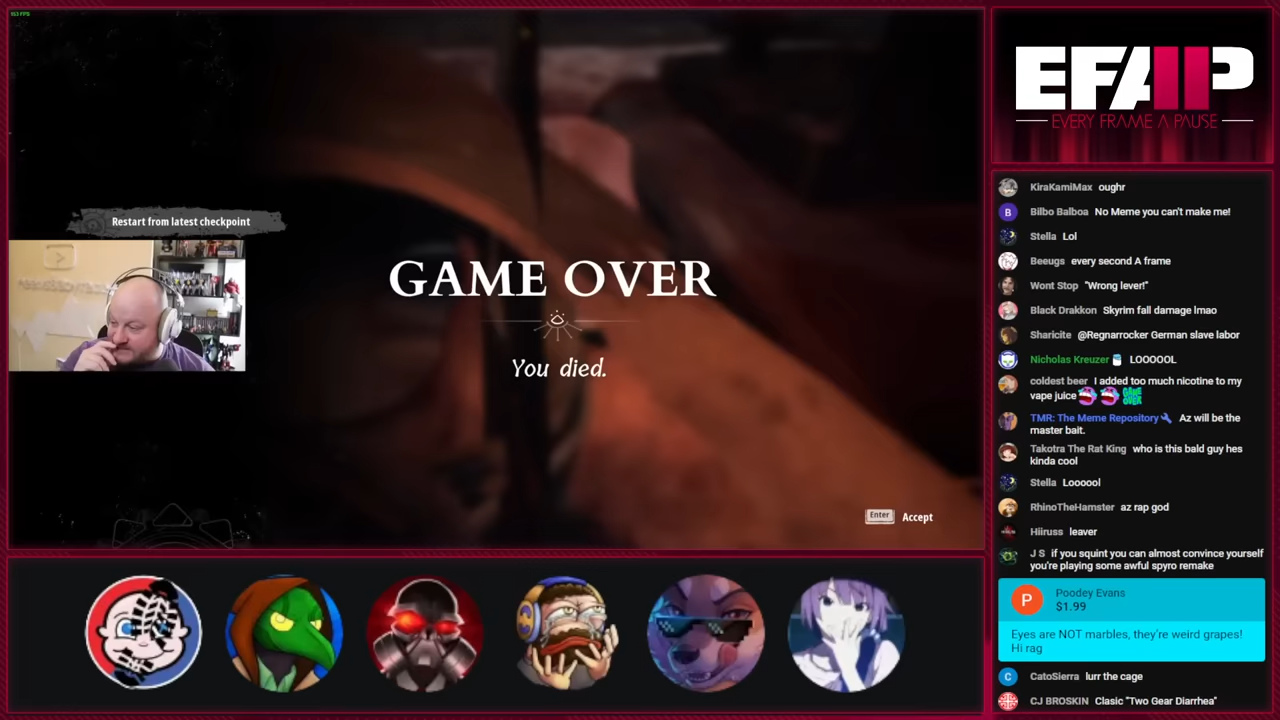 153 FPS
Restart from latest checkpoint
GAME OVER
You died.
Enter Accept
EFAP
EVERY FRAME A PAUSE
KiraKamiMax oughr
B Bilbo Balboa No Meme you can't make me!
Stella Lol
Beeugs every second A frame
Wont Stop "Wrong lever!"
Black Drakkon Skyrim fall damage lmao
Sharicite @Regnarrocker German slave labor
Nicholas Kreuzer LOOOOOL
coldest beer I added too much nicotine to my
vape juice GAME OVER
TMR: The Meme Repository Az will be the
master bait.
Takotra The Rat King who is this bald guy hes
kinda cool
Stella Loooool
RhinoTheHamster az rap god
Hiiruss leaver
J S if you squint you can almost convince yourself
you're playing some awful spyro remake
P Poodey Evans
$1.99
Eyes are NOT marbles, they're weird grapes!
Hi rag
C CatoSierra lurr the cage
CJ BROSKIN Clasic "Two Gear Diarrhea"